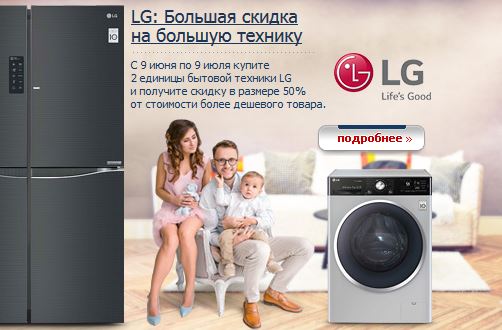 LG: Большая скидка
на большую технику
С 9 июня по 9 июля купите
2 единицы бытовой техники LG
и получите скидку в размере 50%
от стоимости более дешевого товара.
LG
Life's Good
подробнее »